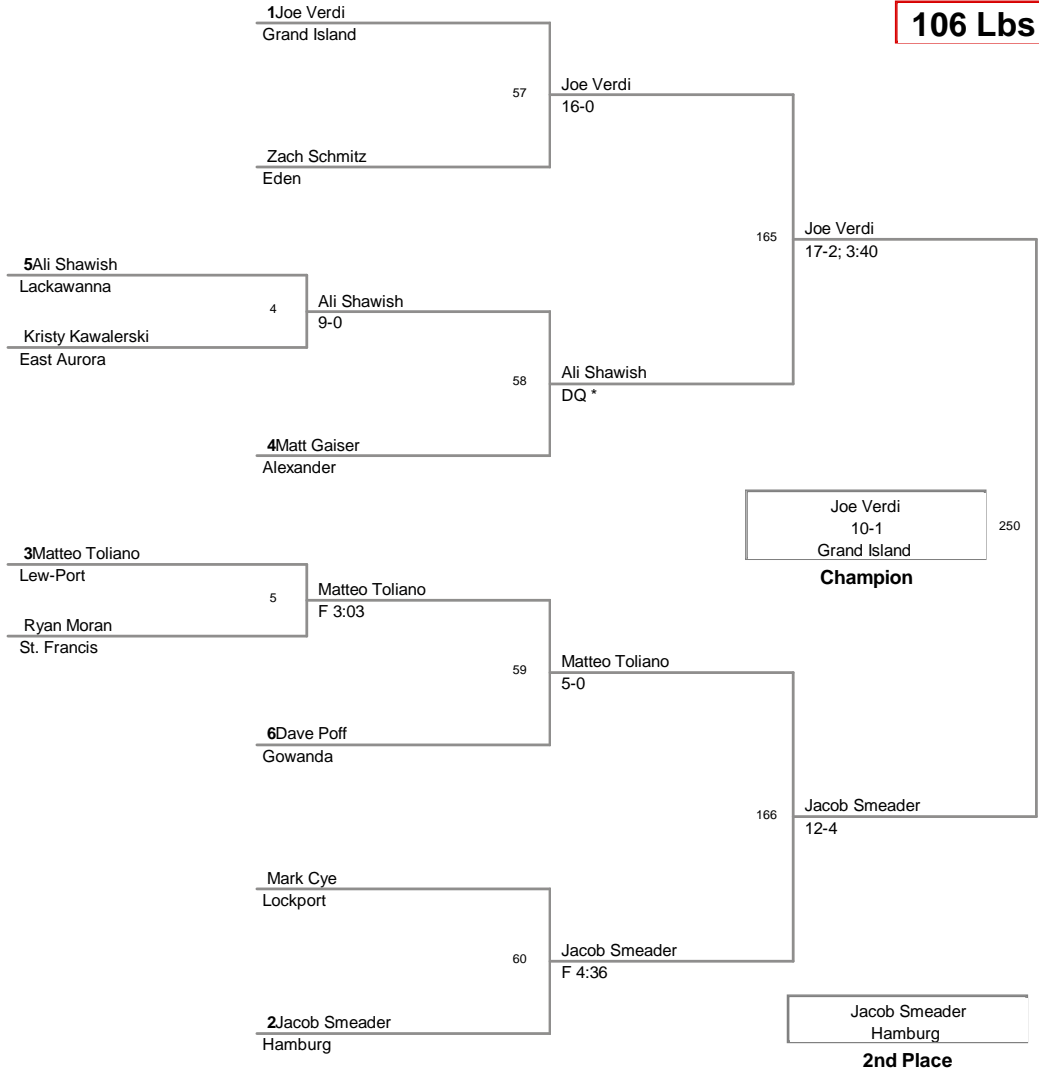 106 Lbs
1Joe Verdi
Grand Island
57
Joe Verdi
16-0
Zach Schmitz
Eden
165
Joe Verdi
17-2; 3:40
5Ali Shawish
Lackawanna
4
Ali Shawish
9-0
Kristy Kawalerski
East Aurora
58
Ali Shawish
DQ *
4Matt Gaiser
Alexander
Joe Verdi
10-1
Grand Island
250
Champion
3Matteo Toliano
Lew-Port
5
Matteo Toliano
F 3:03
Ryan Moran
St. Francis
59
Matteo Toliano
5-0
6Dave Poff
Gowanda
166
Jacob Smeader
12-4
Mark Cye
Lockport
60
Jacob Smeader
F 4:36
2Jacob Smeader
Hamburg
Jacob Smeader
Hamburg
2nd Place